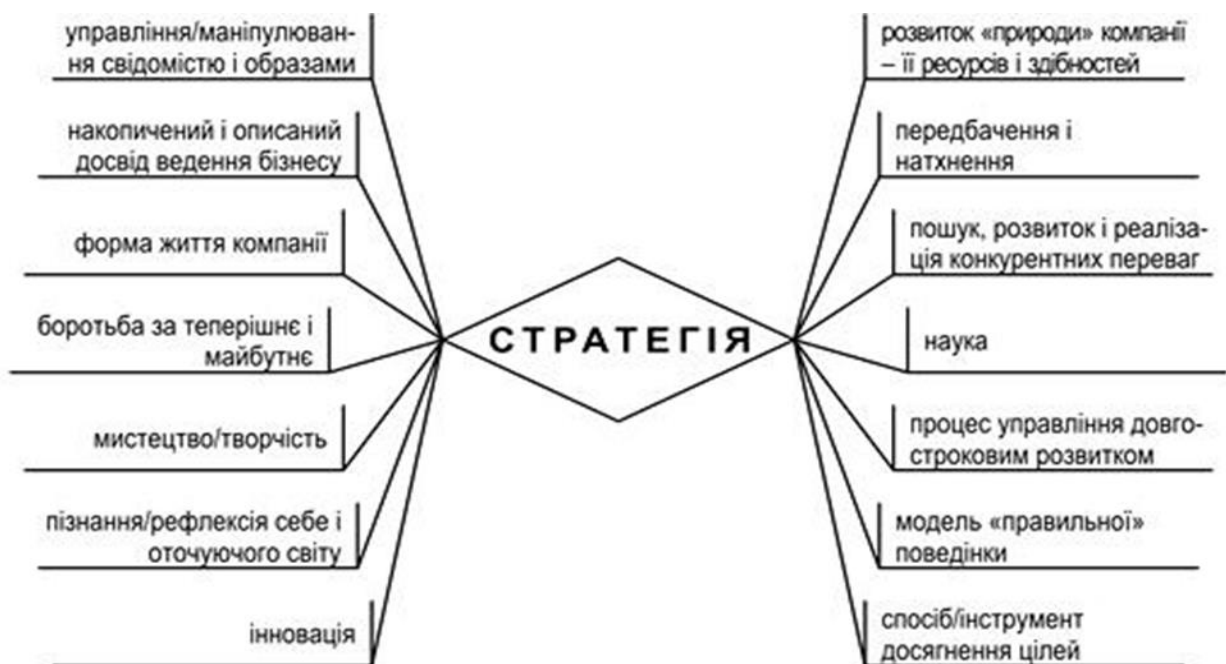 управління/маніпулюван-
ня свідомістю і образами
накопичений і описаний
досвід ведення бізнесу
форма життя компанії
боротьба за теперішнє і
майбутнє
мистецтво/творчість
пізнання/рефлексія себе і
оточуючого світу
інновація
СТРАТЕГІЯ
розвиток «природи» компанії
– її ресурсів і здібностей
передбачення і
натхнення
пошук, розвиток і реаліза-
ція конкурентних переваг
наука
процес управління довго-
строковим розвитком
модель «правильної»
поведінки
спосіб/інструмент
досягнення цілей